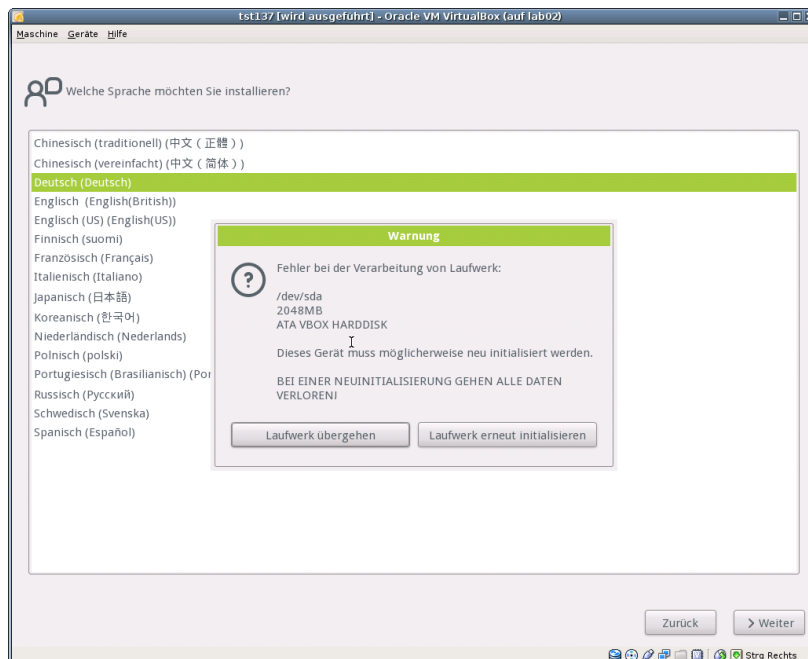 tst137 [wird ausgeführt] - Oracle VM VirtualBox (auf lab02)
Maschine Geräte Hilfe
Welche Sprache möchten Sie installieren?
Chinesisch (traditionell) (中文（正體）)
Chinesisch (vereinfacht) (中文（简体）)
Deutsch (Deutsch)
Englisch (English(British))
Englisch (US) (English(US))
Finnisch (suomi)
Französisch (Français)
Italienisch (Italiano)
Japanisch (日本語)
Koreanisch (한국어)
Niederländisch (Nederlands)
Polnisch (polski)
Portugiesisch (Brasilianisch) (Por
Russisch (Русский)
Schwedisch (Svenska)
Spanisch (Español)
Warnung
Fehler bei der Verarbeitung von Laufwerk:
/dev/sda
2048MB
ATA VBOX HARDDISK
Dieses Gerät muss möglicherweise neu initialisiert werden.
BEI EINER NEUINITIALISIERUNG GEHEN ALLE DATEN
VERLOREN!
Laufwerk übergehen
Laufwerk erneut initialisieren
Zurück
Weiter
Strg Rechts